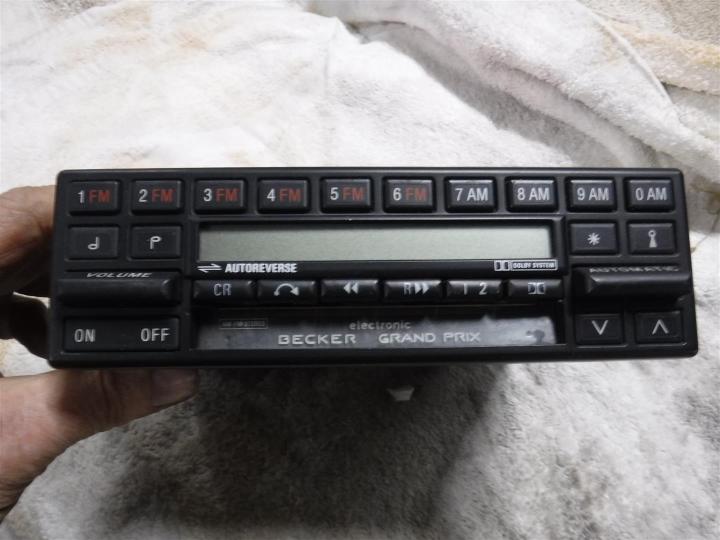 1 FM 2 FM 3 FM 4 FM 5 FM 6 FM 7 AM 8 AM 9 AM 0 AM
VOLUME
AUTOREVERSE
DOLBY SYSTEM
AUTOMATIC
CR R 1 2
ON OFF
electronic
BECKER GRAND PRIX